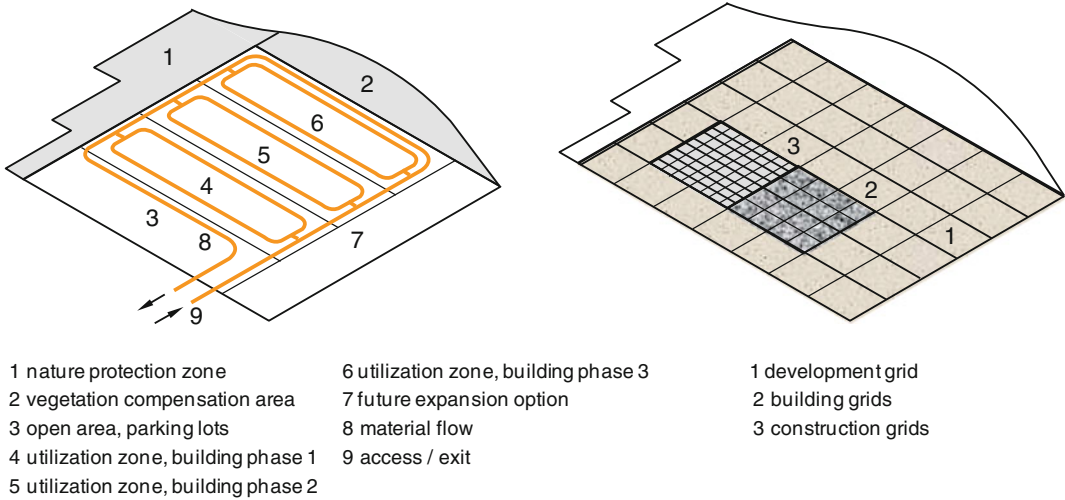 1
2
6
5
4
3
8
7
9
3
2
1
1 nature protection zone
2 vegetation compensation area
3 open area, parking lots
4 utilization zone, building phase 1
5 utilization zone, building phase 2
6 utilization zone, building phase 3
7 future expansion option
8 material flow
9 access / exit
1 development grid
2 building grids
3 construction grids